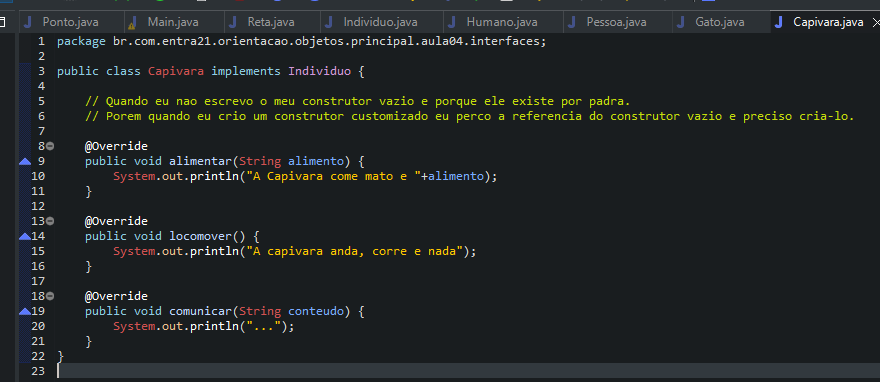 Ponto.java Main.java Reta.java Individuo.java Humano.java Pessoa.java Gato.java Capivara.java
1 package br.com.entra21.orientacao.objetos.principal.aula04.interfaces;
2
3 public class Capivara implements Individuo {
4
5 // Quando eu nao escrevo o meu construtor vazio e porque ele existe por padra.
6 // Porem quando eu crio um construtor customizado eu perco a referencia do construtor vazio e preciso cria-lo.
7
8 @Override
9 public void alimentar(String alimento) {
10 System.out.println("A Capivara come mato e "+alimento);
11 }
12
13 @Override
14 public void locomover() {
15 System.out.println("A capivara anda, corre e nada");
16 }
17
18 @Override
19 public void comunicar(String conteudo) {
20 System.out.println("...");
21 }
22 }
23